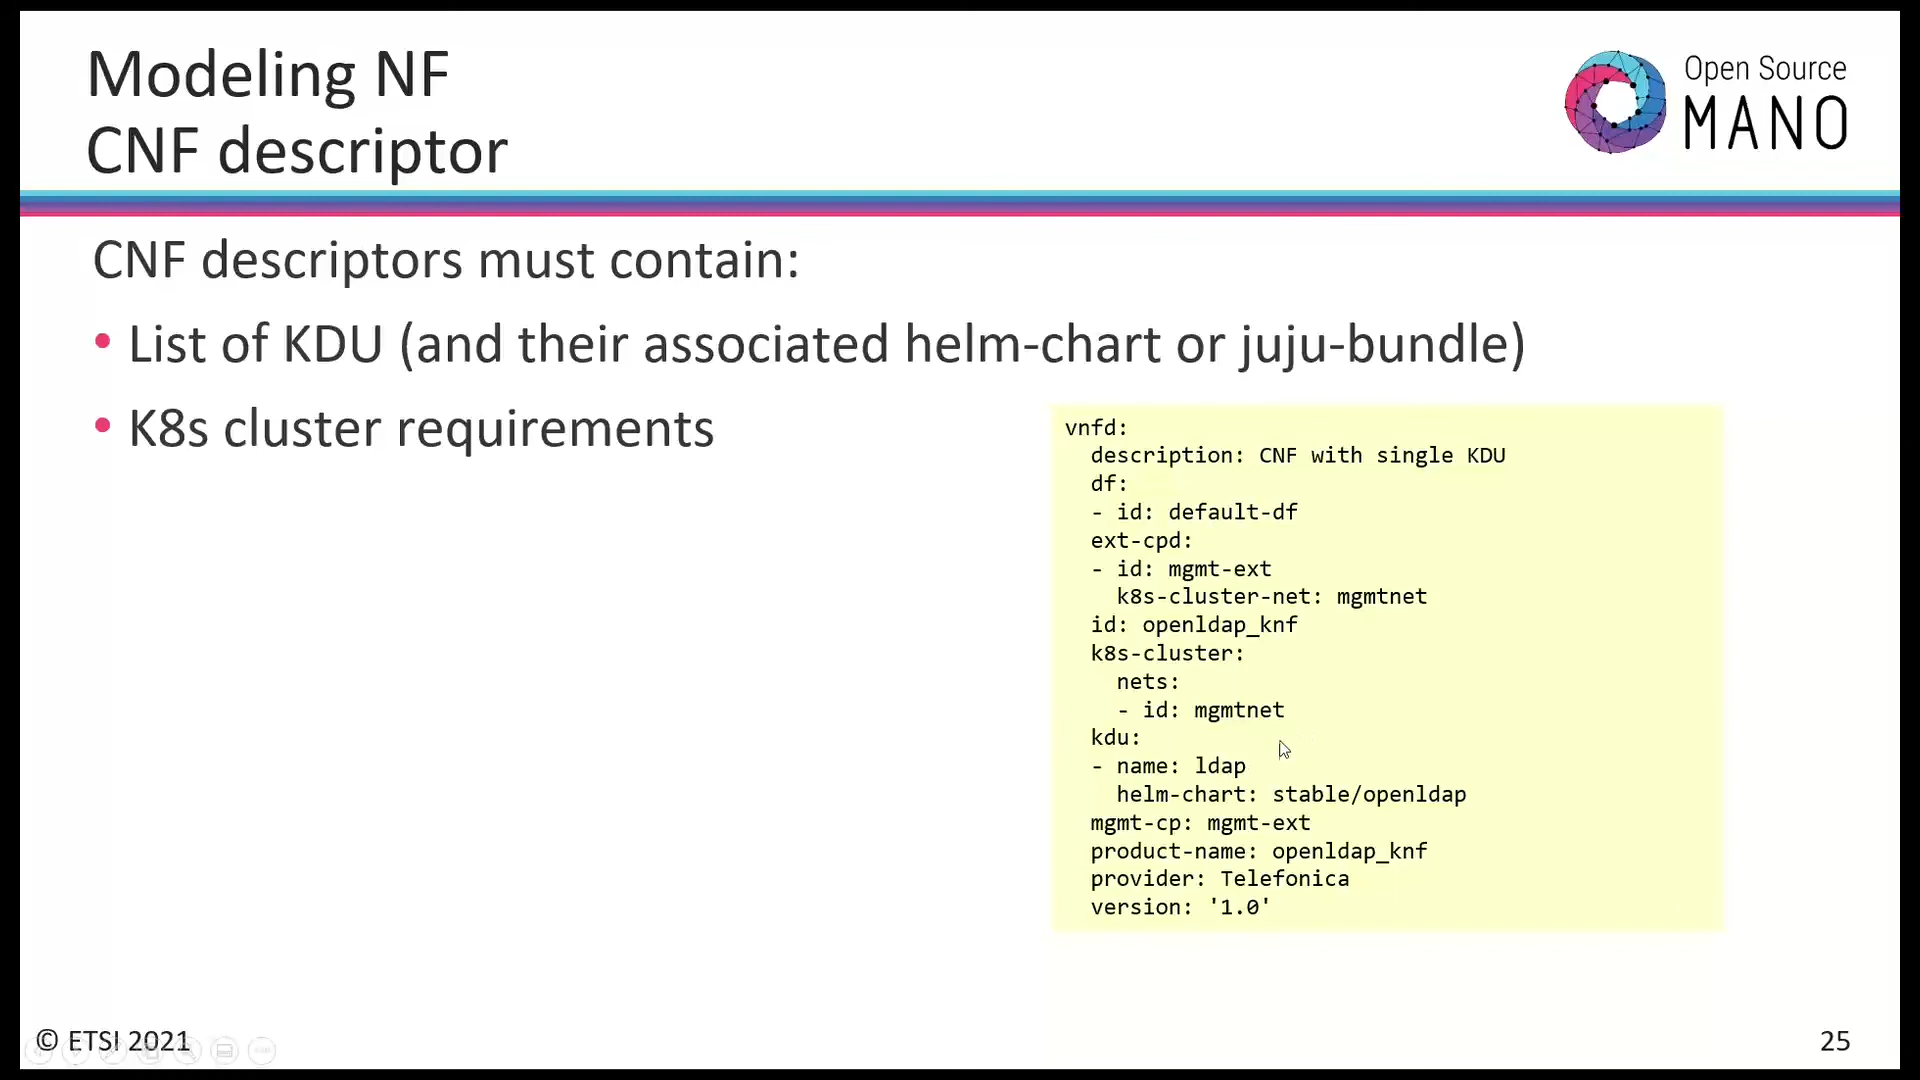 Modeling NF
CNF descriptor
Open Source
MANO
CNF descriptors must contain:
• List of KDU (and their associated helm-chart or juju-bundle)
• K8s cluster requirements
vnfd:
  description: CNF with single KDU
  df:
  - id: default-df
  ext-cpd:
  - id: mgmt-ext
    k8s-cluster-net: mgmtnet
  id: openldap_knf
  k8s-cluster:
    nets:
    - id: mgmtnet
  kdu:
  - name: ldap
    helm-chart: stable/openldap
  mgmt-cp: mgmt-ext
  product-name: openldap_knf
  provider: Telefonica
  version: '1.0'
© ETSI 2021
25